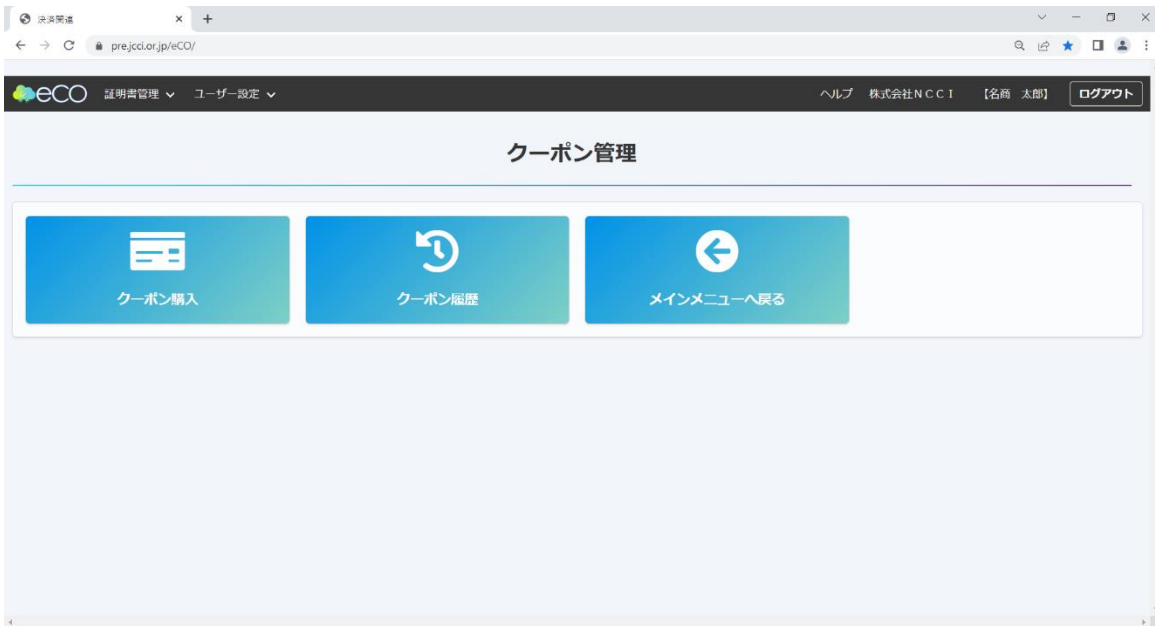 決済関連
pre.jcci.or.jp/eCO/
eCO 証明書管理 ユーザー設定 ヘルプ 株式会社NCCI 【名商 太郎】 ログアウト
クーポン管理
クーポン購入 クーポン履歴 メインメニューへ戻る